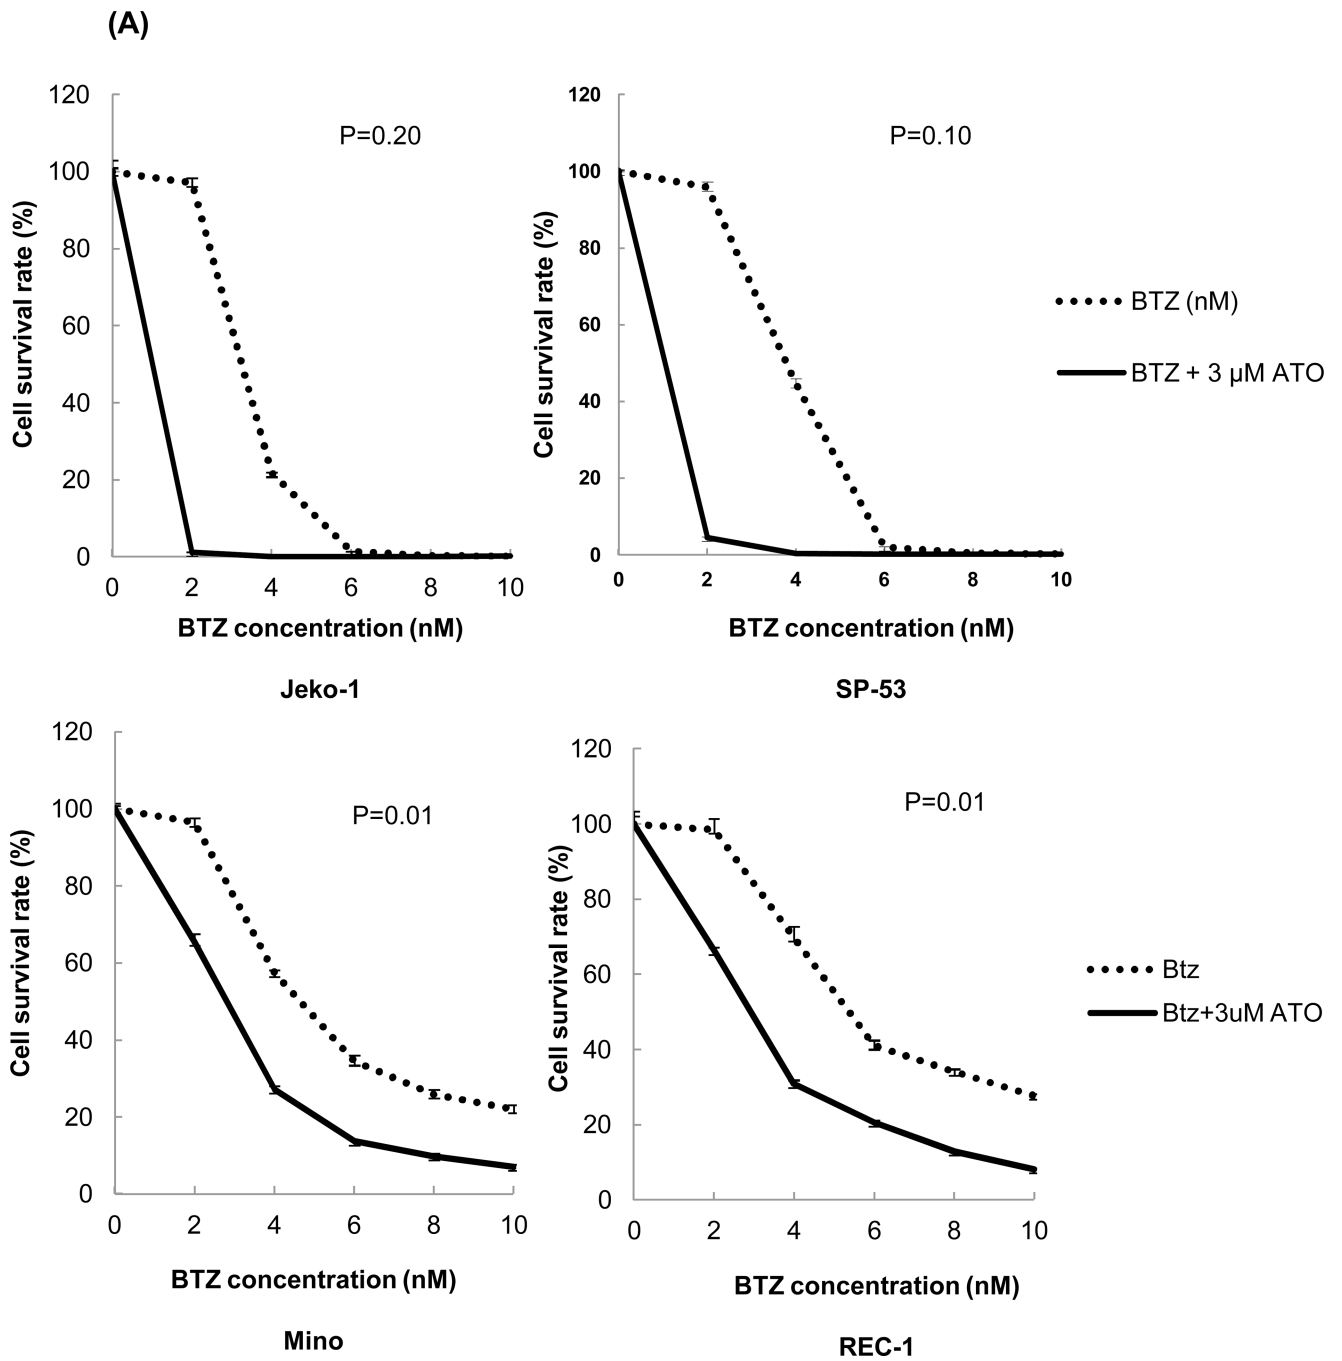 (A)
120
100
80
60
40
20
0
Cell survival rate (%)
P=0.20
0 2 4 6 8 10
BTZ concentration (nM)
Jeko-1
120
100
80
60
40
20
0
Cell survival rate (%)
P=0.10
0 2 4 6 8 10
BTZ concentration (nM)
SP-53
BTZ (nM)
BTZ + 3 µM ATO
120
100
80
60
40
20
0
Cell survival rate (%)
P=0.01
0 2 4 6 8 10
BTZ concentration (nM)
Mino
120
100
80
60
40
20
0
Cell survival rate (%)
P=0.01
0 2 4 6 8 10
BTZ concentration (nM)
REC-1
Btz
Btz+3uM ATO